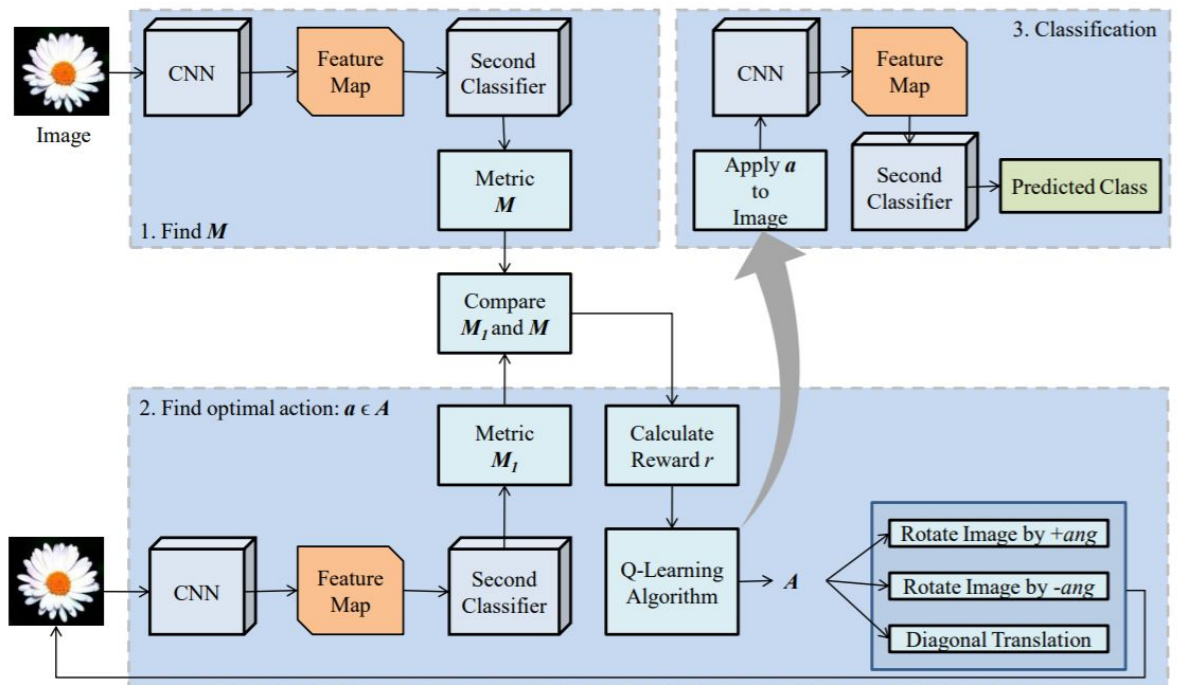 CNN
Feature
Map
Second
Classifier
Image
Metric
M
1. Find M
3. Classification
CNN
Feature
Map
Apply a
to
Image
Second
Classifier
Predicted Class
Compare
M₁ and M
2. Find optimal action: a ϵ A
Metric
M₁
Calculate
Reward r
CNN
Feature
Map
Second
Classifier
Q-Learning
Algorithm
A
Rotate Image by +ang
Rotate Image by -ang
Diagonal Translation